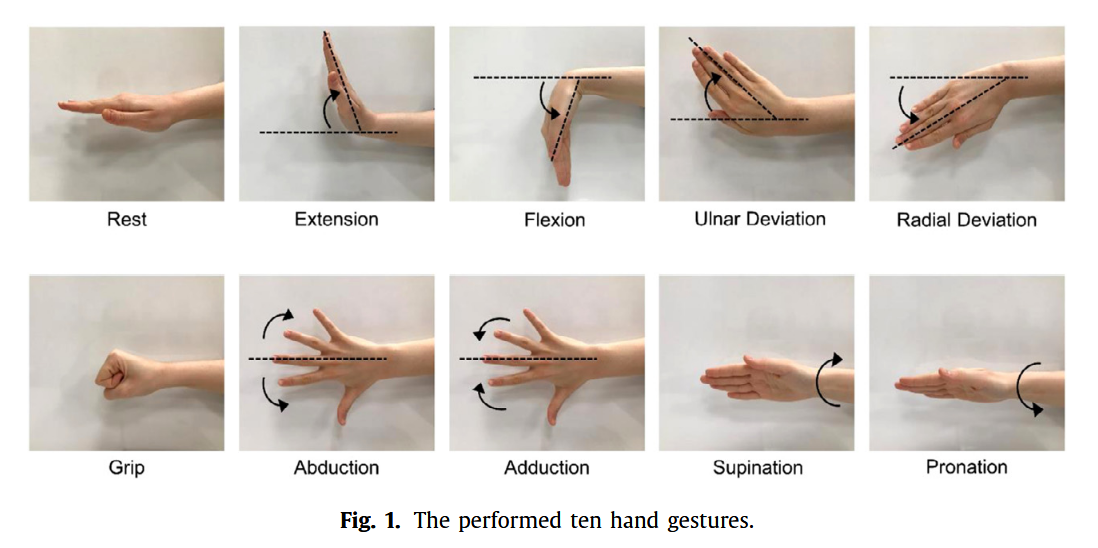 Rest
Extension
Flexion
Ulnar Deviation
Radial Deviation
Grip
Abduction
Adduction
Supination
Pronation
Fig. 1. The performed ten hand gestures.